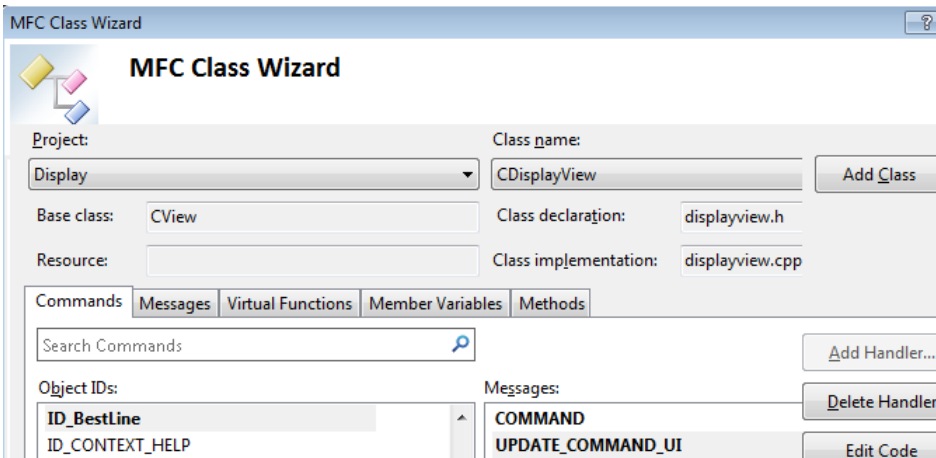 MFC Class Wizard
?
MFC Class Wizard
Project:
Class name:
Display
CDisplayView
Add Class
Base class:
CView
Class declaration:
displayview.h
Resource:
Class implementation:
displayview.cpp
Commands
Messages
Virtual Functions
Member Variables
Methods
Search Commands
Add Handler...
Object IDs:
Messages:
Delete Handler
ID_BestLine
COMMAND
ID_CONTEXT_HELP
UPDATE_COMMAND_UI
Edit Code